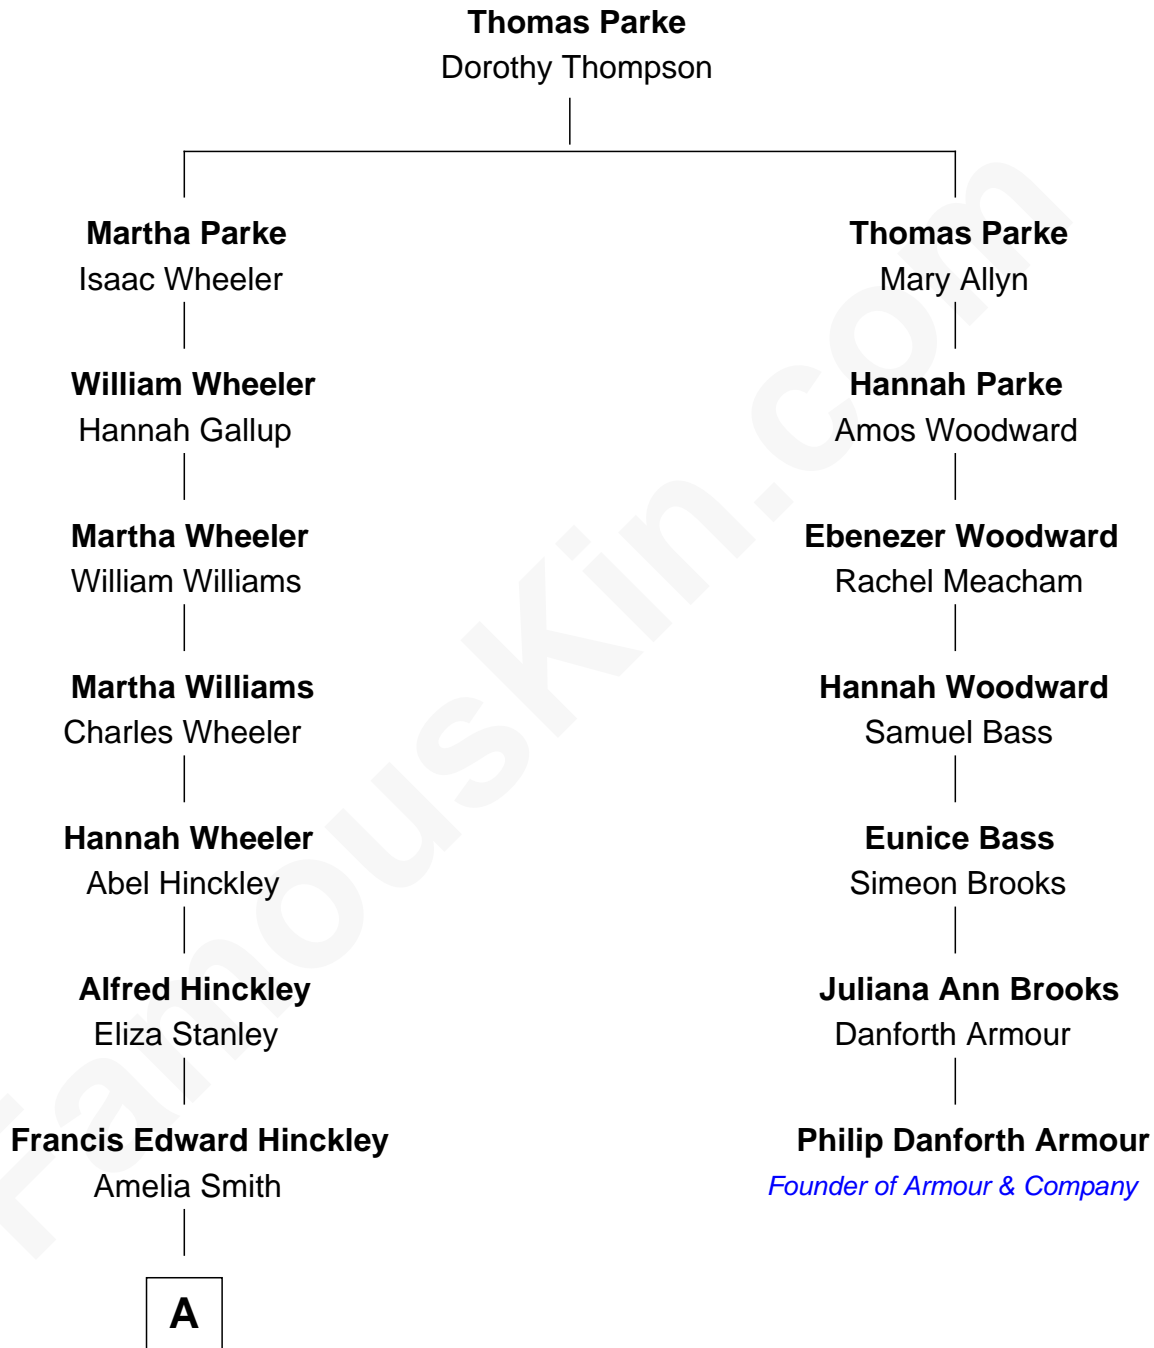 Thomas Parke
Dorothy Thompson
Martha Parke
Isaac Wheeler
William Wheeler
Hannah Gallup
Martha Wheeler
William Williams
Martha Williams
Charles Wheeler
Hannah Wheeler
Abel Hinckley
Alfred Hinckley
Eliza Stanley
Francis Edward Hinckley
Amelia Smith
A
Thomas Parke
Mary Allyn
Hannah Parke
Amos Woodward
Ebenezer Woodward
Rachel Meacham
Hannah Woodward
Samuel Bass
Eunice Bass
Simeon Brooks
Juliana Ann Brooks
Danforth Armour
Philip Danforth Armour
Founder of Armour & Company
FamousKin.com